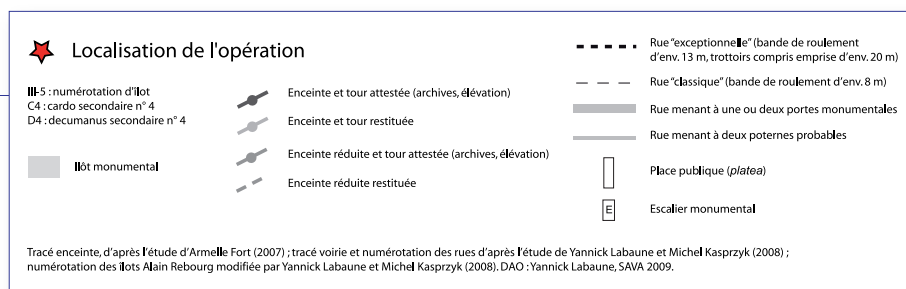 Localisation de l'opération
III-5 : numérotation d'îlot
C4 : cardo secondaire n° 4
D4 : decumanus secondaire n° 4
Ilôt monumental
Enceinte et tour attestée (archives, élévation)
Enceinte et tour restituée
Enceinte réduite et tour attestée (archives, élévation)
Enceinte réduite restituée
Rue "exceptionnelle" (bande de roulement
d'env. 13 m, trottoirs compris emprise d'env. 20 m)
Rue "classique" (bande de roulement d'env. 8 m)
Rue menant à une ou deux portes monumentales
Rue menant à deux poternes probables
Place publique (platea)
E Escalier monumental
Tracé enceinte, d'après l'étude d'Armelle Fort (2007) ; tracé voirie et numérotation des rues d'après l'étude de Yannick Labaune et Michel Kasprzyk (2008) ;
numérotation des îlots Alain Rebourg modifiée par Yannick Labaune et Michel Kasprzyk (2008). DAO : Yannick Labaune, SAVA 2009.